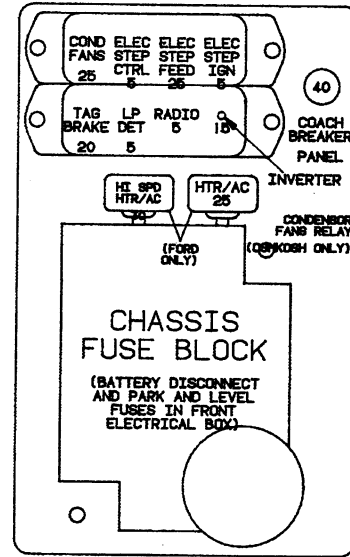 COND ELEC ELEC ELEC
FANS STEP STEP STEP
25 CTRL FEED IGN
5 25 5
TAG LP RADIO
BRAKE DET 5 15
20 5
40
COACH
BREAKER
PANEL
INVERTER
HI SPD
HTR/AC
HTR/AC
25
(FORD
ONLY)
CONDENSOR
FANS RELAY
(OSHKOSH ONLY)
CHASSIS
FUSE BLOCK
(BATTERY DISCONNECT
AND PARK AND LEVEL
FUSES IN FRONT
ELECTRICAL BOX)